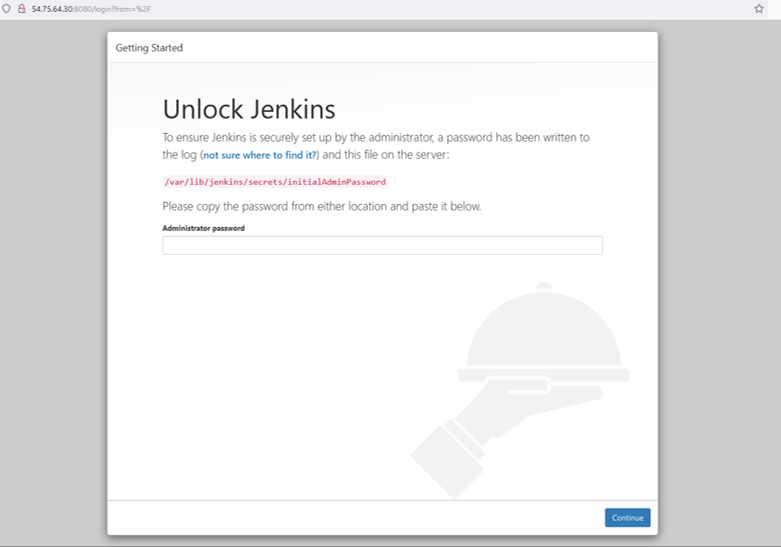 54.75.64.30:8080/login?from=%2F
Getting Started
Unlock Jenkins
To ensure Jenkins is securely set up by the administrator, a password has been written to
the log (not sure where to find it?) and this file on the server:
/var/lib/jenkins/secrets/initialAdminPassword
Please copy the password from either location and paste it below.
Administrator password
Continue